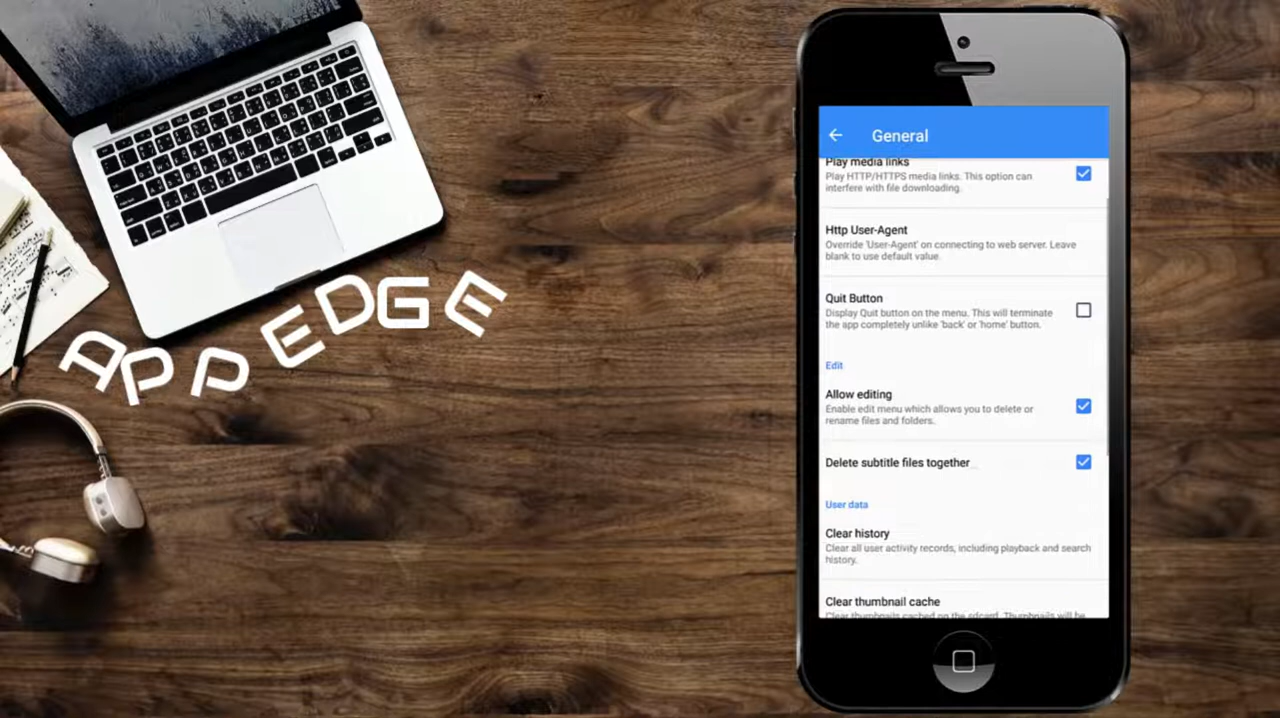 APP EDGE
General
Play media links
Play HTTP/HTTPS media links. This option can
interfere with file downloading.
Http User-Agent
Override 'User-Agent' on connecting to web server. Leave
blank to use default value.
Quit Button
Display Quit button on the menu. This will terminate
the app completely unlike 'back' or 'home' button.
Edit
Allow editing
Enable edit menu which allows you to delete or
rename files and folders.
Delete subtitle files together
User data
Clear history
Clear all user activity records, including playback and search
history.
Clear thumbnail cache
Clear thumbnails cached on the sdcard. Thumbnails will be